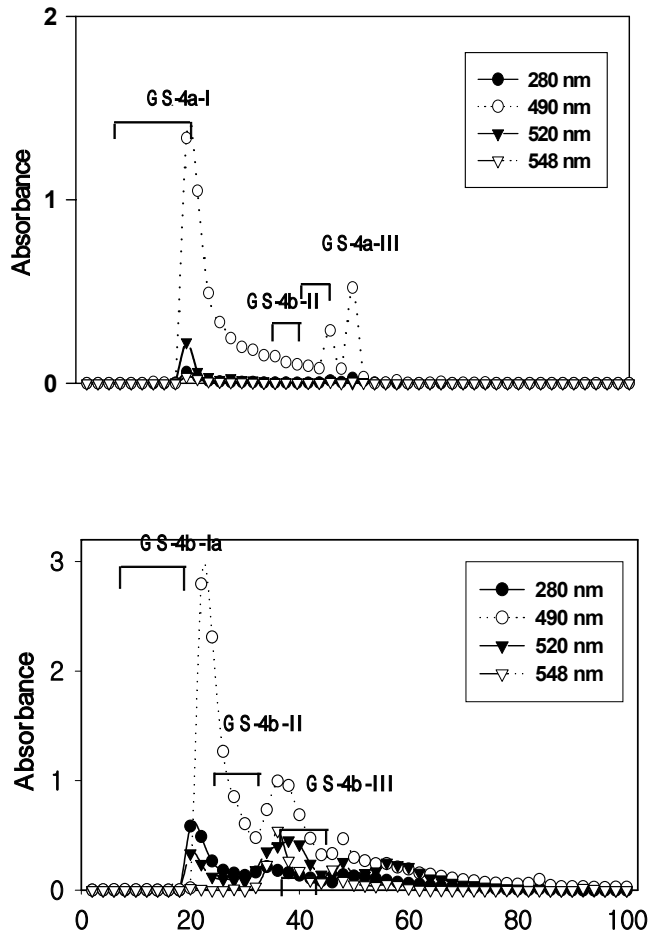 2
GS-4a-I
280 nm
490 nm
520 nm
548 nm
1
GS-4a-III
GS-4b-II
0
Absorbance
3
GS-4b-Ia
280 nm
490 nm
520 nm
548 nm
2
GS-4b-II
1
GS-4b-III
0
Absorbance
0 20 40 60 80 100